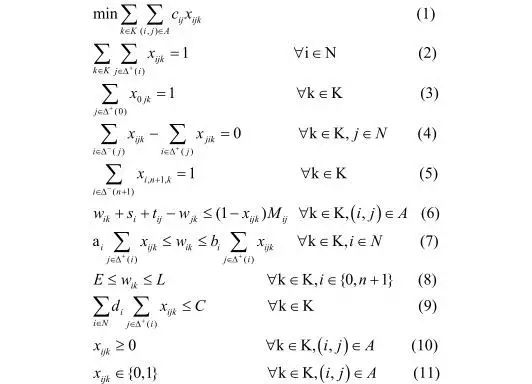 min ∑_{k∈K} ∑_{(i,j)∈A} c_{ij} x_{ijk} (1)
∑_{k∈K} ∑_{j∈Δ⁺(i)} x_{ijk} = 1 ∀i∈N (2)
∑_{j∈Δ⁺(0)} x_{0jk} = 1 ∀k∈K (3)
∑_{i∈Δ⁻(j)} x_{ijk} − ∑_{i∈Δ⁺(j)} x_{jik} = 0 ∀k∈K, j∈N (4)
∑_{i∈Δ⁻(n+1)} x_{i,n+1,k} = 1 ∀k∈K (5)
w_{ik} + s_i + t_{ij} − w_{jk} ≤ (1 − x_{ijk}) M_{ij} ∀k∈K, (i,j)∈A (6)
a_i ∑_{j∈Δ⁺(i)} x_{ijk} ≤ w_{ik} ≤ b_i ∑_{j∈Δ⁺(i)} x_{ijk} ∀k∈K, i∈N (7)
E ≤ w_{ik} ≤ L ∀k∈K, i∈{0, n+1} (8)
∑_{i∈N} d_i ∑_{j∈Δ⁺(i)} x_{ijk} ≤ C ∀k∈K (9)
x_{ijk} ≥ 0 ∀k∈K, (i,j)∈A (10)
x_{ijk} ∈ {0,1} ∀k∈K, (i,j)∈A (11)